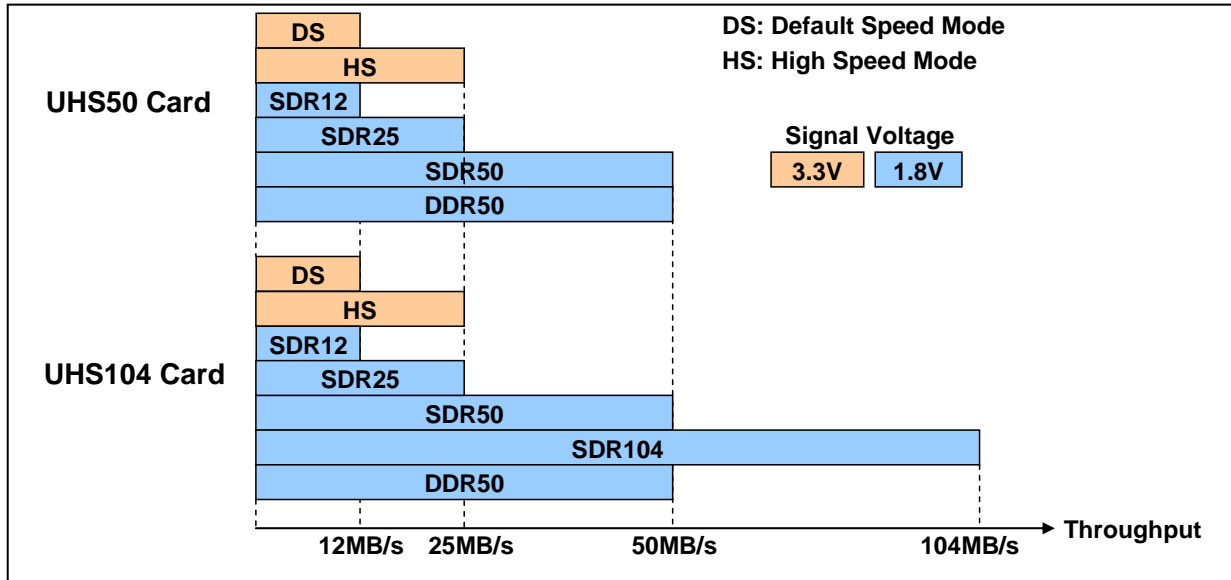 DS
DS: Default Speed Mode
HS
HS: High Speed Mode
UHS50 Card
SDR12
SDR25
Signal Voltage
SDR50
3.3V 1.8V
DDR50
DS
HS
SDR12
UHS104 Card
SDR25
SDR50
SDR104
DDR50
Throughput
12MB/s 25MB/s 50MB/s 104MB/s